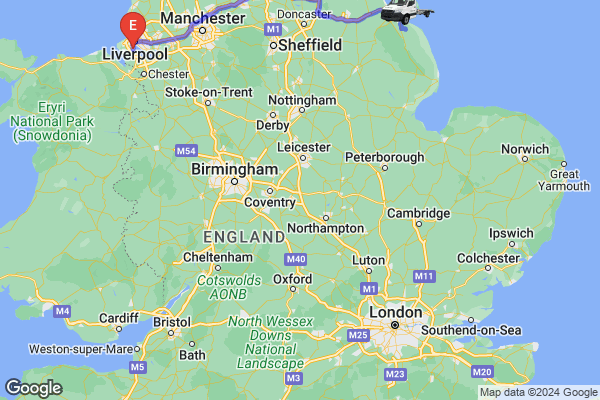 E
Manchester
Doncaster
M1
Liverpool
Sheffield
Chester
Stoke-on-Trent
Eryri
National Park
(Snowdonia)
Nottingham
Derby
M54
Leicester
Peterborough
Norwich
Birmingham
Great
Yarmouth
Coventry
Cambridge
Northampton
ENGLAND
Ipswich
M40
Luton
Colchester
Cheltenham
M11
Cotswolds
AONB
Oxford
M1
M4
London
Cardiff
North Wessex
Downs
National
Landscape
Southend-on-Sea
Bristol
M25
Weston-super-Mare
Bath
M5
M20
M3
M23
Google
Map data ©2024 Google